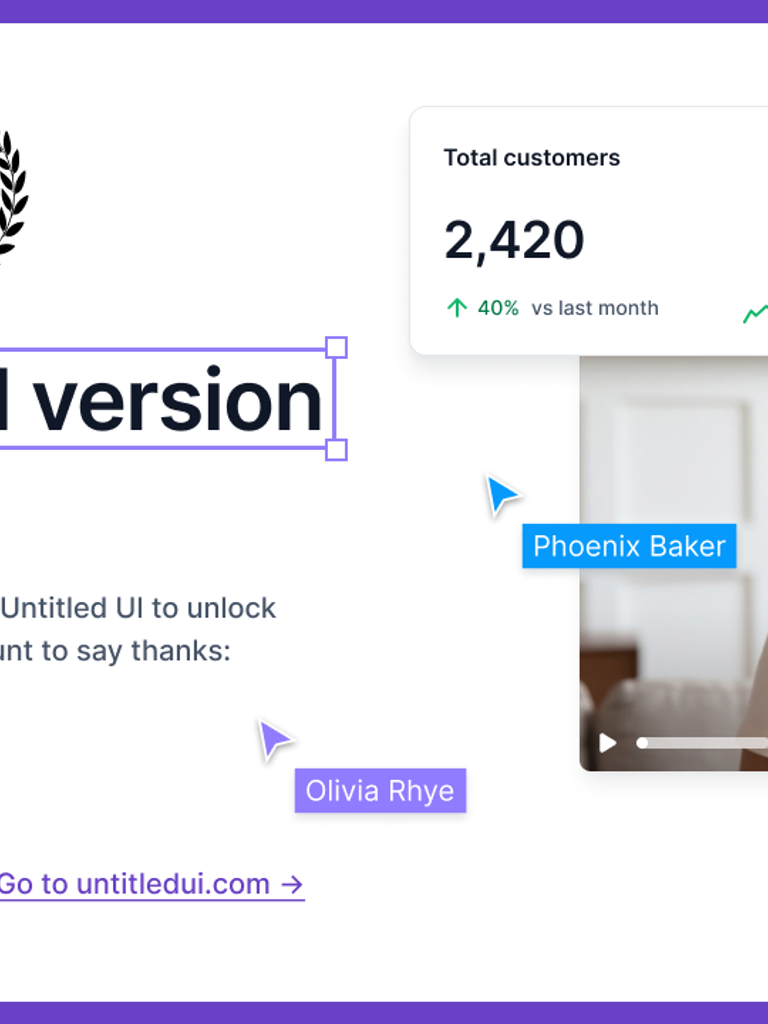 Total customers
2,420
40% vs last month
version
Phoenix Baker
Untitled UI to unlock
to say thanks:
Olivia Rhye
Go to untitledui.com →